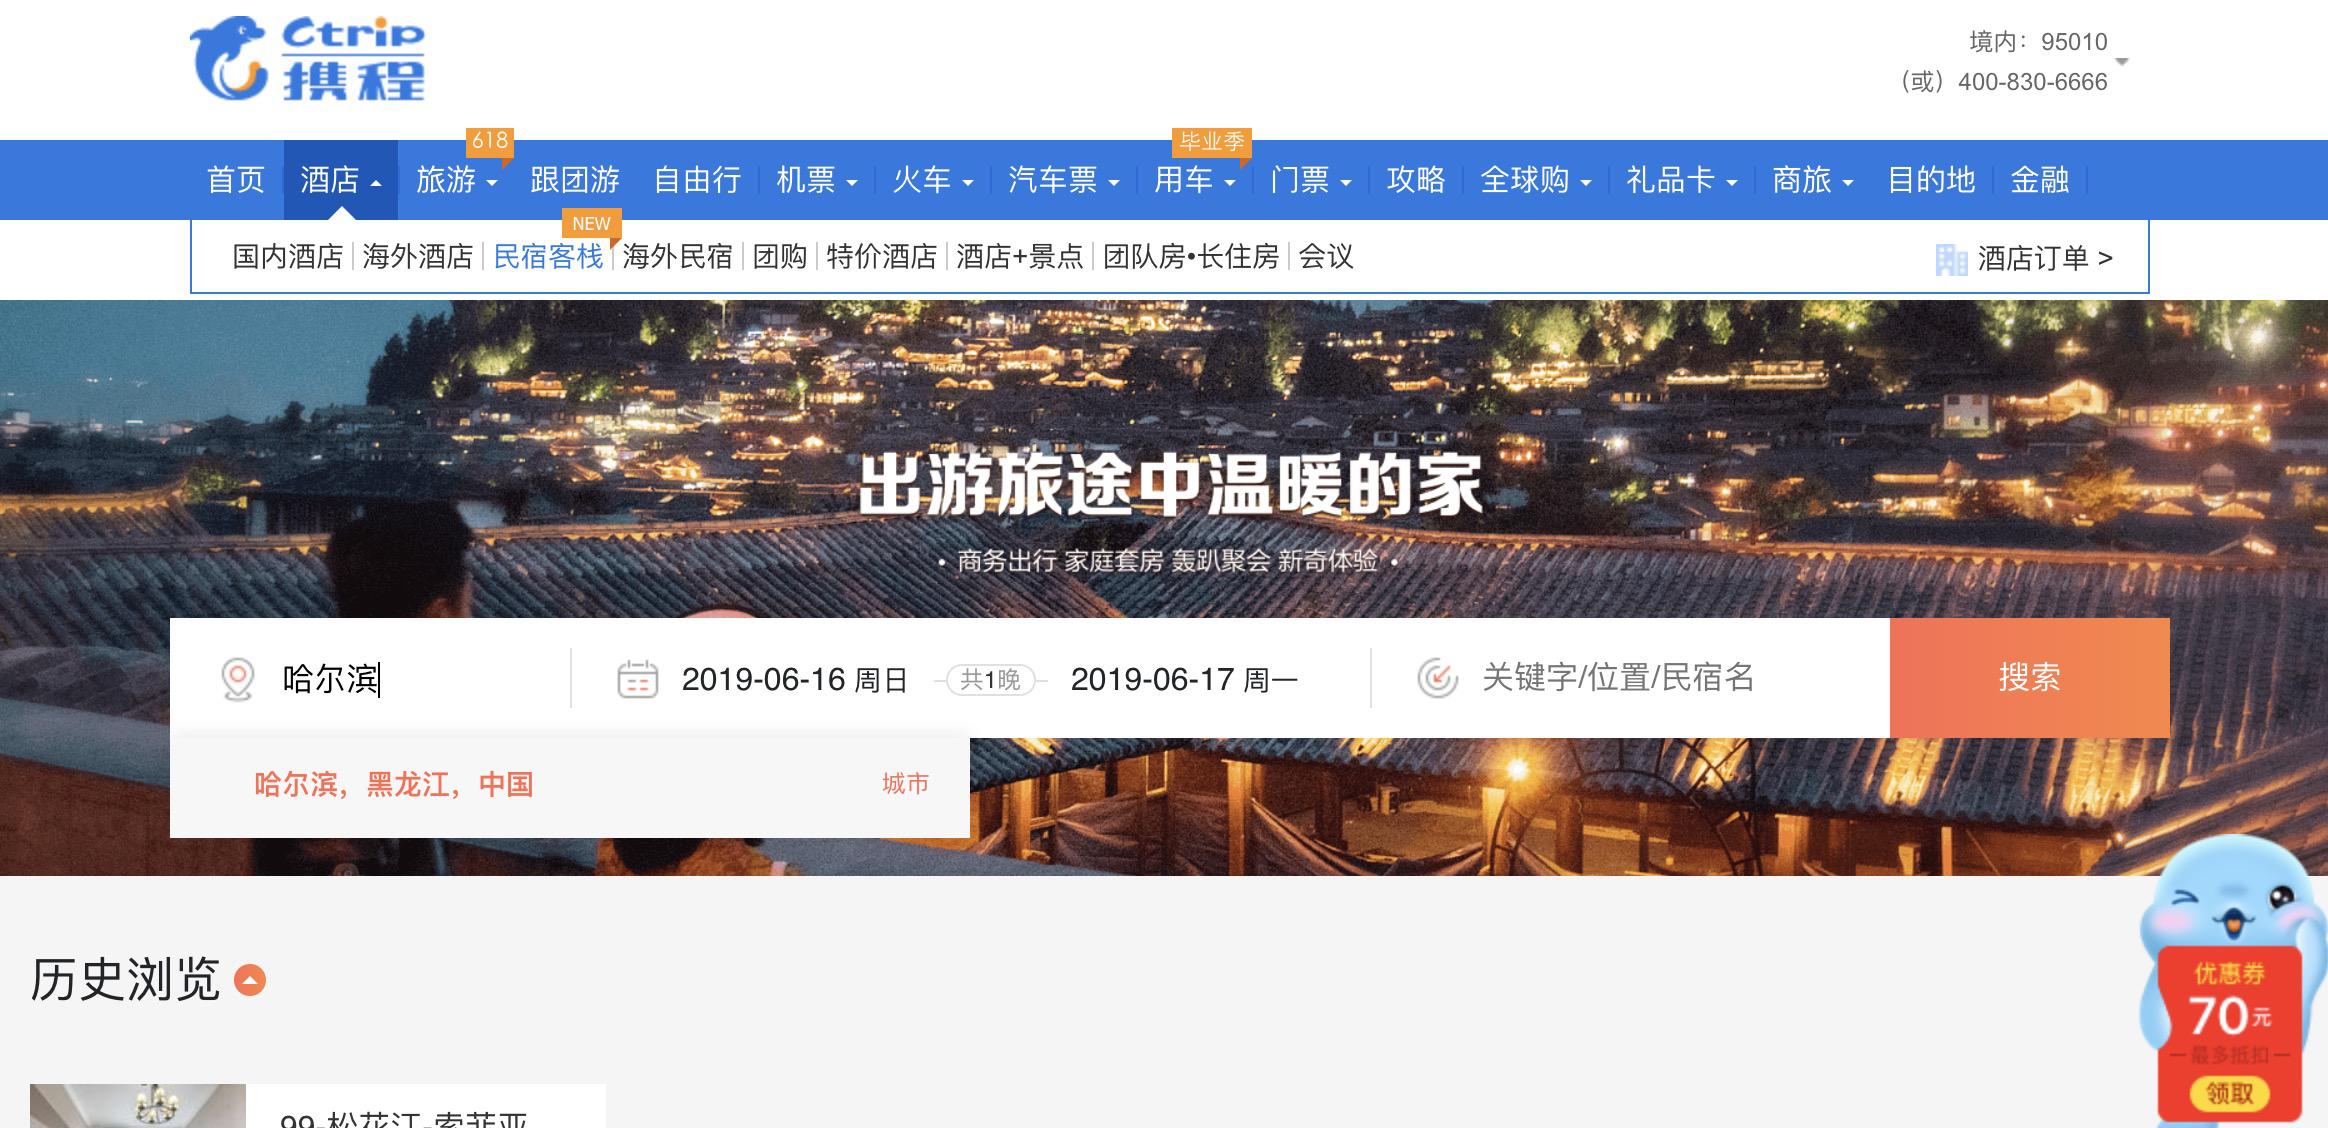 Ctrip
携程
境内：95010
（或）400-830-6666
618
毕业季
首页 酒店 旅游 跟团游 自由行 机票 火车 汽车票 用车 门票 攻略 全球购 礼品卡 商旅 目的地 金融
NEW
国内酒店 海外酒店 民宿客栈 海外民宿 团购 特价酒店 酒店+景点 团队房•长住房 会议 酒店订单 >
出游旅途中温暖的家
• 商务出行 家庭套房 轰趴聚会 新奇体验 •
哈尔滨 2019-06-16 周日 共1晚 2019-06-17 周一 关键字/位置/民宿名 搜索
哈尔滨，黑龙江，中国 城市
历史浏览
优惠券
70元
最多抵扣
领取
99-松花江-索菲亚